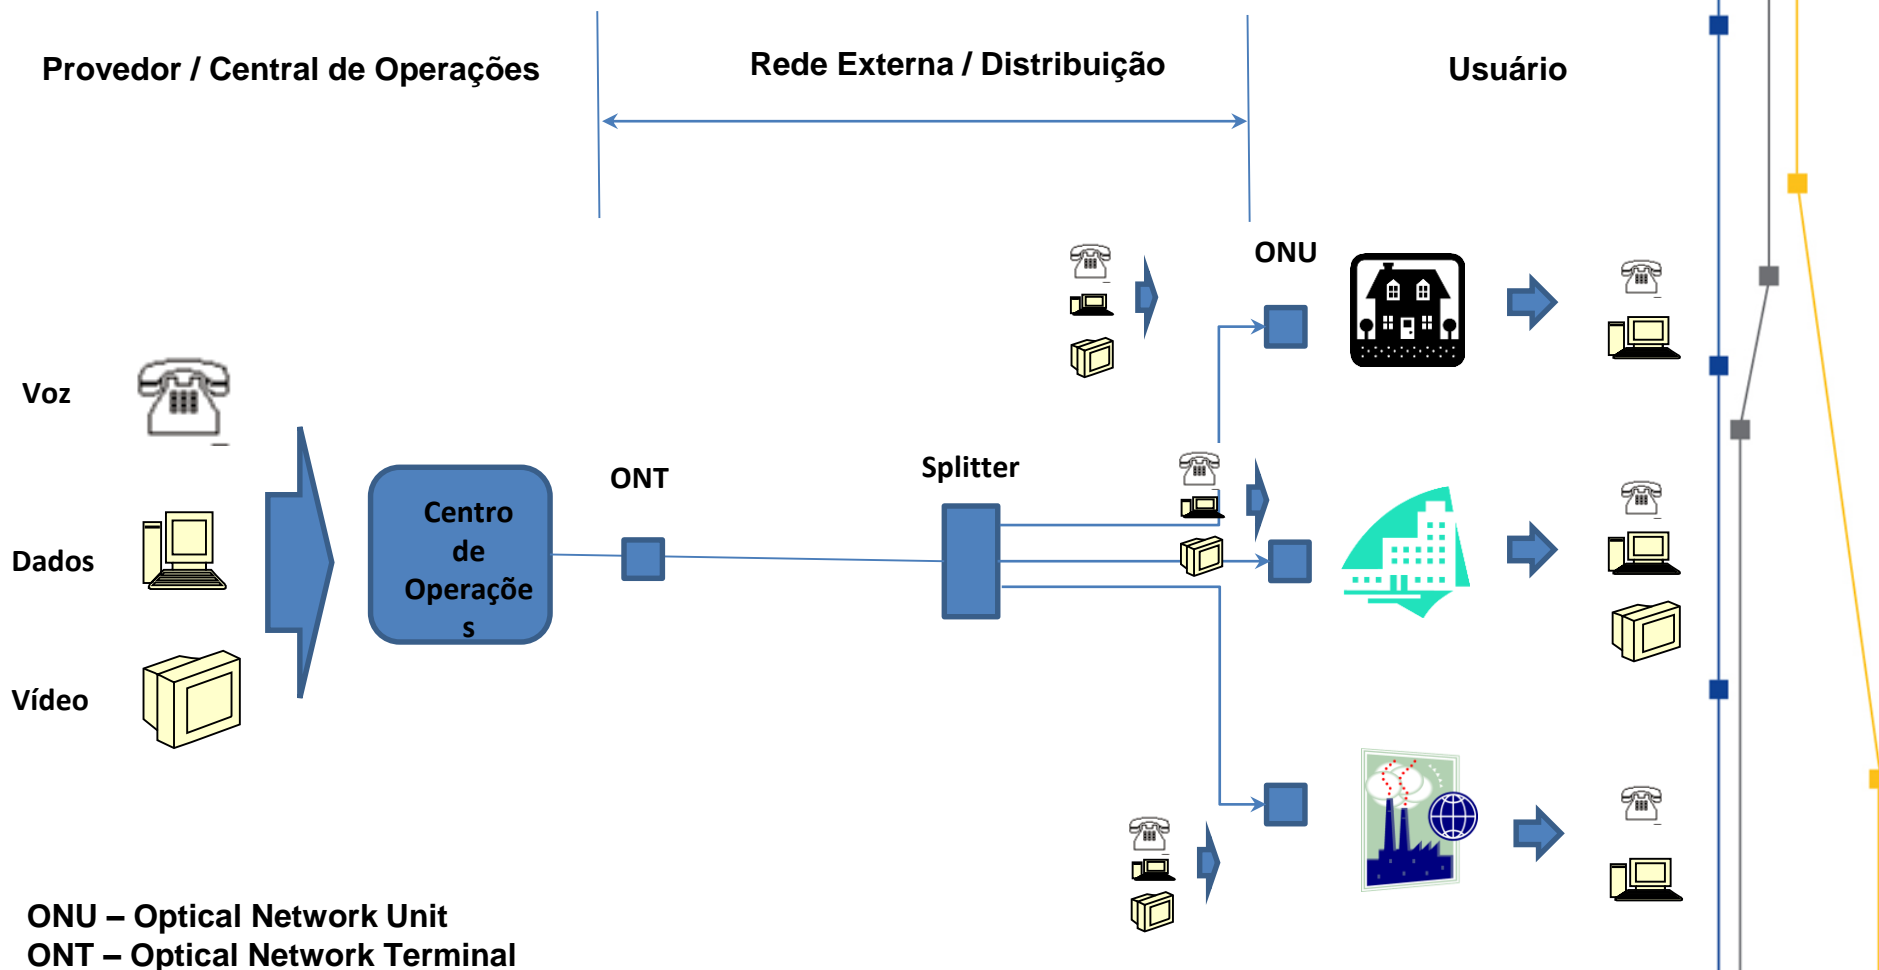 Provedor / Central de Operações
Rede Externa / Distribuição
Usuário
ONU
Voz
ONT
Splitter
Centro
de
Operaçõe
s
Dados
Vídeo
ONU – Optical Network Unit
ONT – Optical Network Terminal